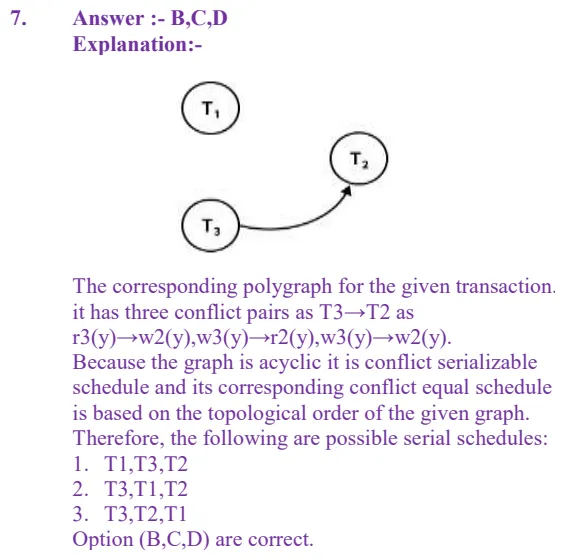 7. Answer :- B,C,D
Explanation:-
T₁
T₂
T₃
The corresponding polygraph for the given transaction.
it has three conflict pairs as T3→T2 as
r3(y)→w2(y),w3(y)→r2(y),w3(y)→w2(y).
Because the graph is acyclic it is conflict serializable
schedule and its corresponding conflict equal schedule
is based on the topological order of the given graph.
Therefore, the following are possible serial schedules:
1. T1,T3,T2
2. T3,T1,T2
3. T3,T2,T1
Option (B,C,D) are correct.